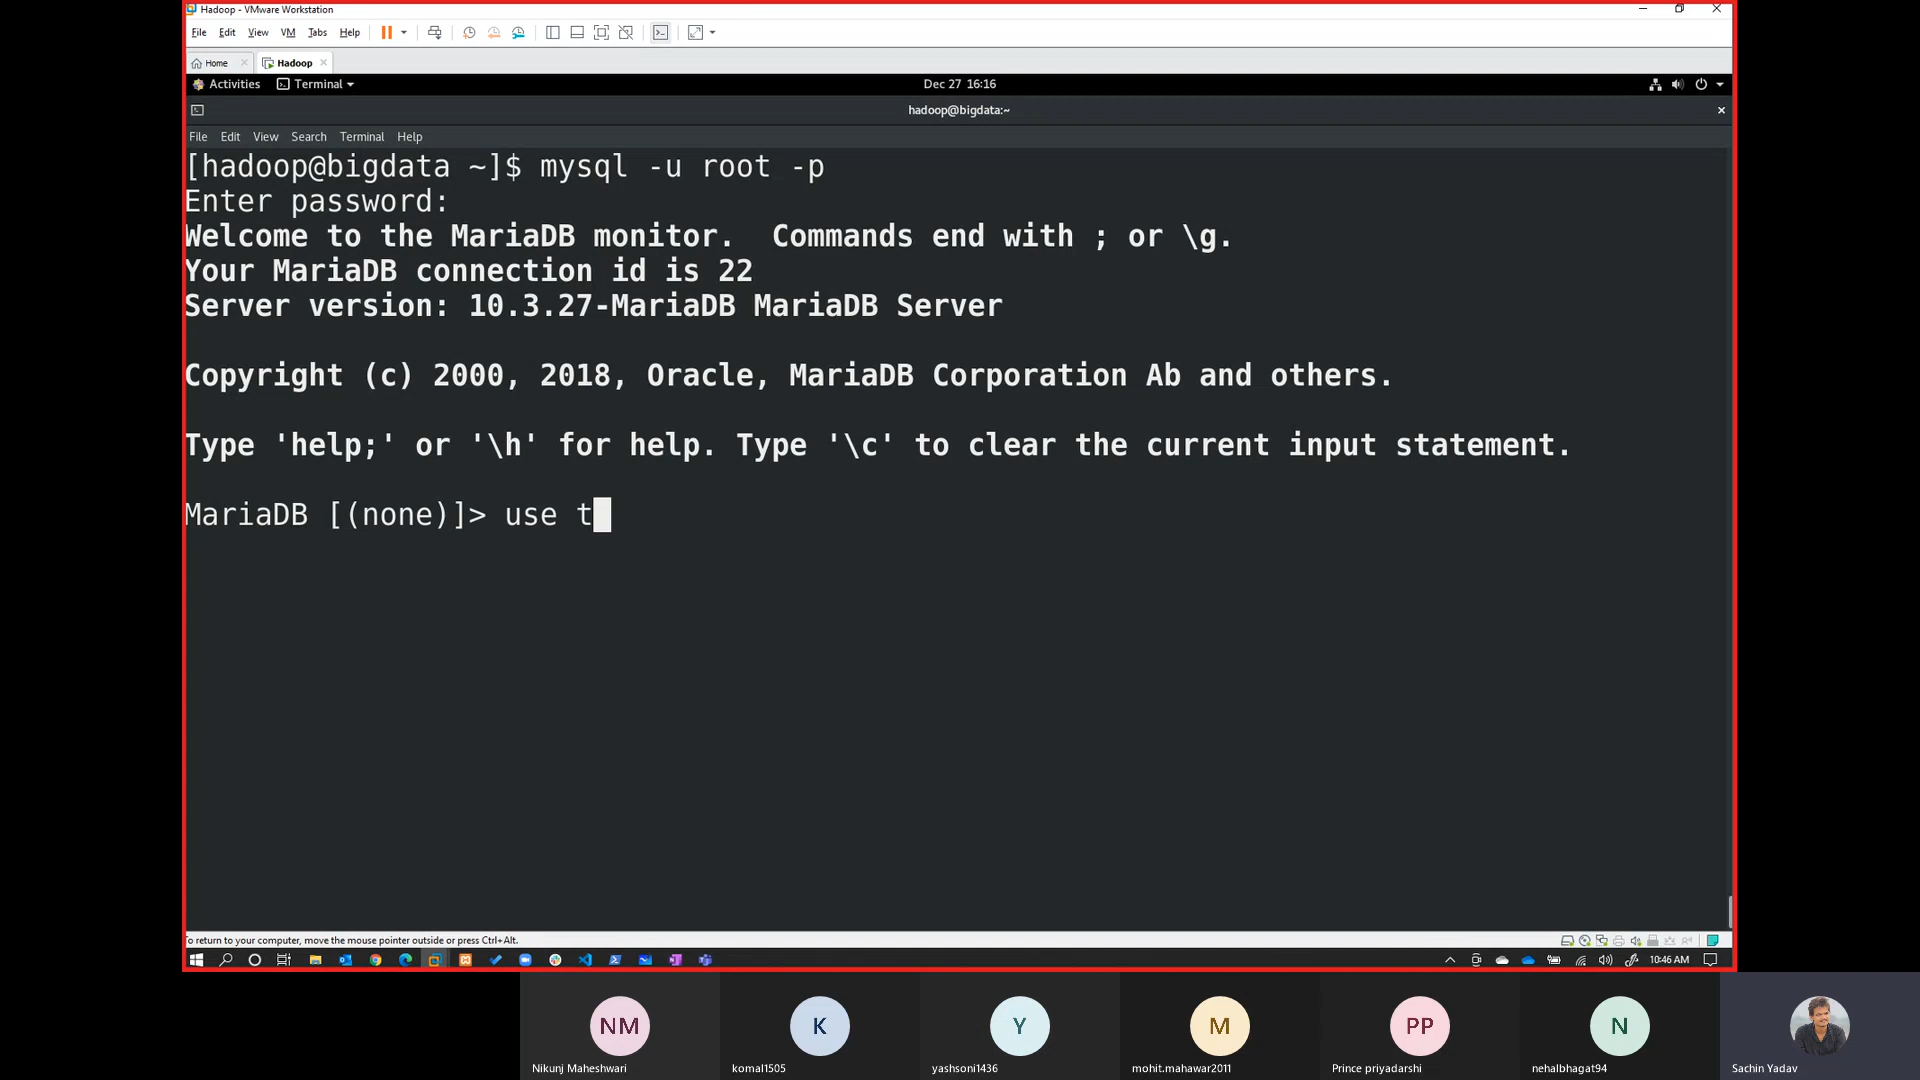 Hadoop - VMware Workstation
File Edit View VM Tabs Help
Home Hadoop
Activities Terminal Dec 27 16:16
hadoop@bigdata:~
File Edit View Search Terminal Help
[hadoop@bigdata ~]$ mysql -u root -p
Enter password:
Welcome to the MariaDB monitor.  Commands end with ; or \g.
Your MariaDB connection id is 22
Server version: 10.3.27-MariaDB MariaDB Server
Copyright (c) 2000, 2018, Oracle, MariaDB Corporation Ab and others.
Type 'help;' or '\h' for help. Type '\c' to clear the current input statement.
MariaDB [(none)]> use t
To return to your computer, move the mouse pointer outside or press Ctrl+Alt.
10:46 AM
NM K Y M PP N
Nikunj Maheshwari komal1505 yashsoni1436 mohit.mahawar2011 Prince priyadarshi nehalbhagat94 Sachin Yadav